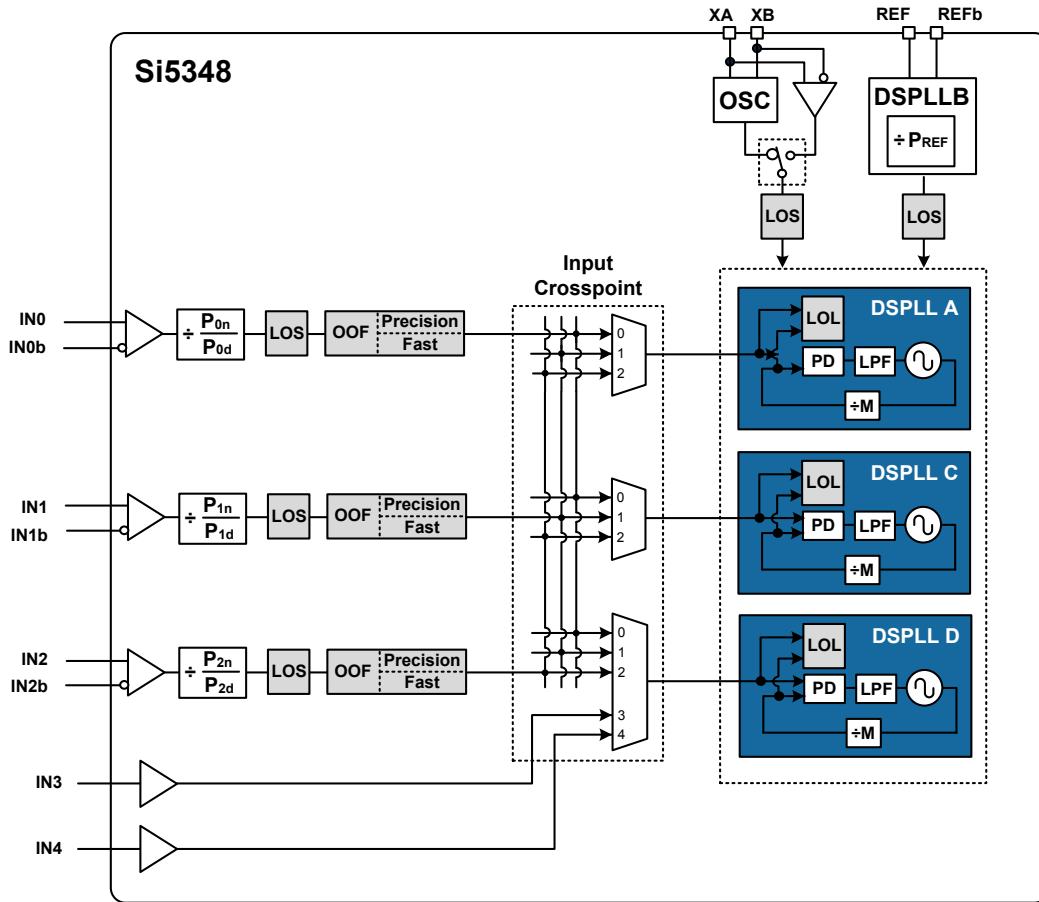 XA XB REF REFb
Si5348
OSC
DSPLLB
÷ PREF
LOS LOS
Input
Crosspoint
IN0
IN0b
÷ P0n
P0d
LOS
OOF
Precision
Fast
0
1
2
DSPLL A
LOL
PD
LPF
÷M
IN1
IN1b
÷ P1n
P1d
LOS
OOF
Precision
Fast
0
1
2
DSPLL C
LOL
PD
LPF
÷M
IN2
IN2b
÷ P2n
P2d
LOS
OOF
Precision
Fast
0
1
2
3
4
DSPLL D
LOL
PD
LPF
÷M
IN3
IN4